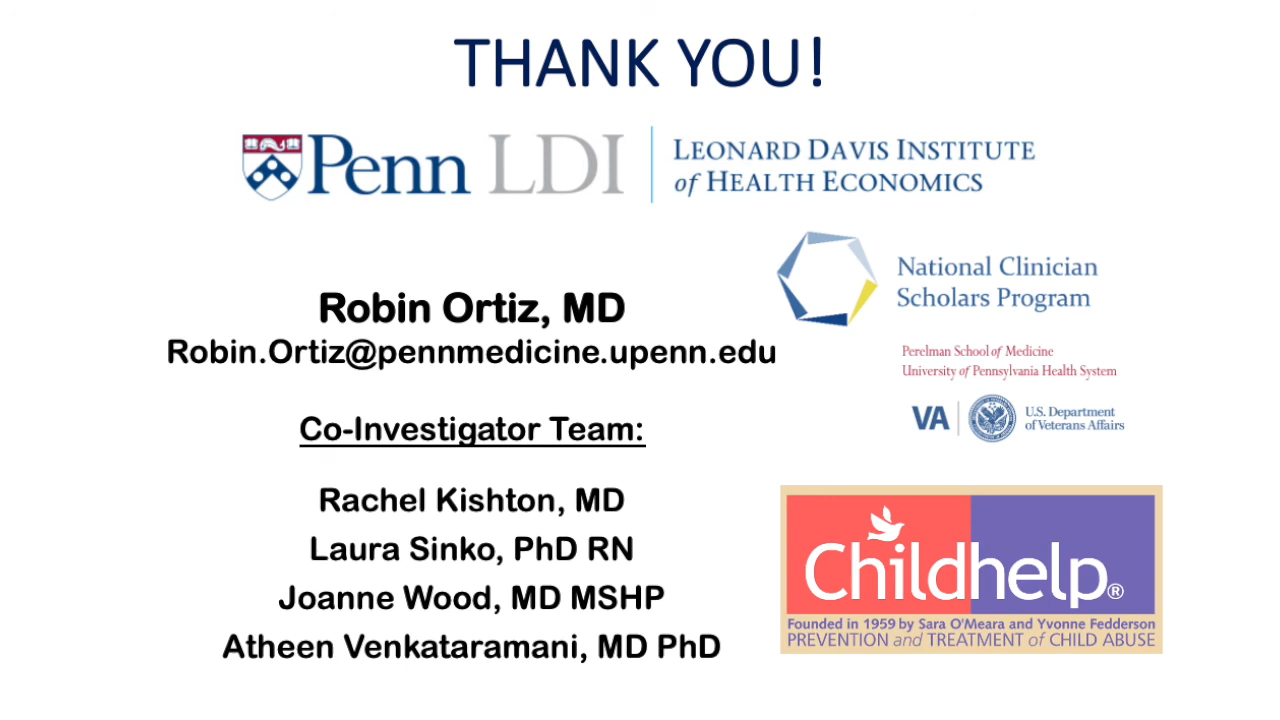 THANK YOU!
Penn LDI LEONARD DAVIS INSTITUTE
of HEALTH ECONOMICS
National Clinician
Scholars Program
Robin Ortiz, MD
Robin.Ortiz@pennmedicine.upenn.edu
Perelman School of Medicine
University of Pennsylvania Health System
VA U.S. Department
of Veterans Affairs
Co-Investigator Team:
Rachel Kishton, MD
Laura Sinko, PhD RN
Joanne Wood, MD MSHP
Atheen Venkataramani, MD PhD
Childhelp®
Founded in 1959 by Sara O'Meara and Yvonne Fedderson
PREVENTION and TREATMENT of CHILD ABUSE